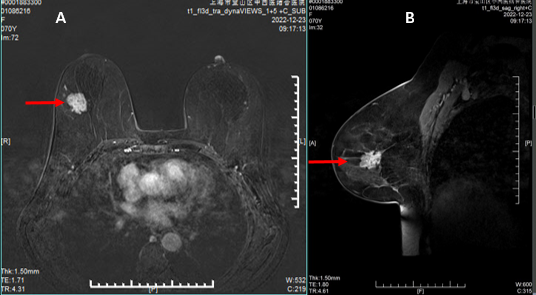 #0001883300
01086216
F
070Y
Im:72
A
t1_fl3d_tra_dynaVIEWS_1+5 +C_SUB
2022-12-23
09:17:13
[R]
L]
Thk:1.50mm
TE:1.71
TR:4.31
[P]
W:532
C:219
#0001883300
01086216
F
070Y
Im:32
B
t1_fl3d_sag_right+C
2022-12-23
09:17:13
[A]
[P]
Thk:1.50mm
TE:1.80
TR:4.61
[F]
W:600
C:315